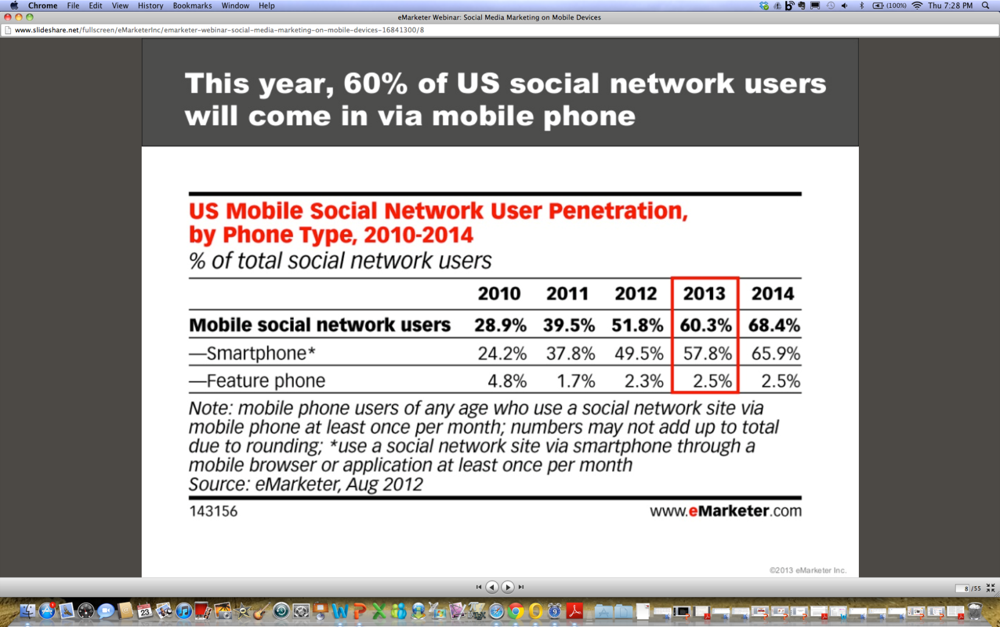 Chrome File Edit View History Bookmarks Window Help (100%) Thu 7:28 PM
eMarketer Webinar: Social Media Marketing on Mobile Devices
www.slideshare.net/fullscreen/eMarketerInc/emarketer-webinar-social-media-marketing-on-mobile-devices-16841300/8
This year, 60% of US social network users
will come in via mobile phone
US Mobile Social Network User Penetration,
by Phone Type, 2010-2014
% of total social network users
2010 2011 2012 2013 2014
Mobile social network users 28.9% 39.5% 51.8% 60.3% 68.4%
—Smartphone* 24.2% 37.8% 49.5% 57.8% 65.9%
—Feature phone 4.8% 1.7% 2.3% 2.5% 2.5%
Note: mobile phone users of any age who use a social network site via
mobile phone at least once per month; numbers may not add up to total
due to rounding; *use a social network site via smartphone through a
mobile browser or application at least once per month
Source: eMarketer, Aug 2012
143156 www.eMarketer.com
©2013 eMarketer Inc.
8 /55
23